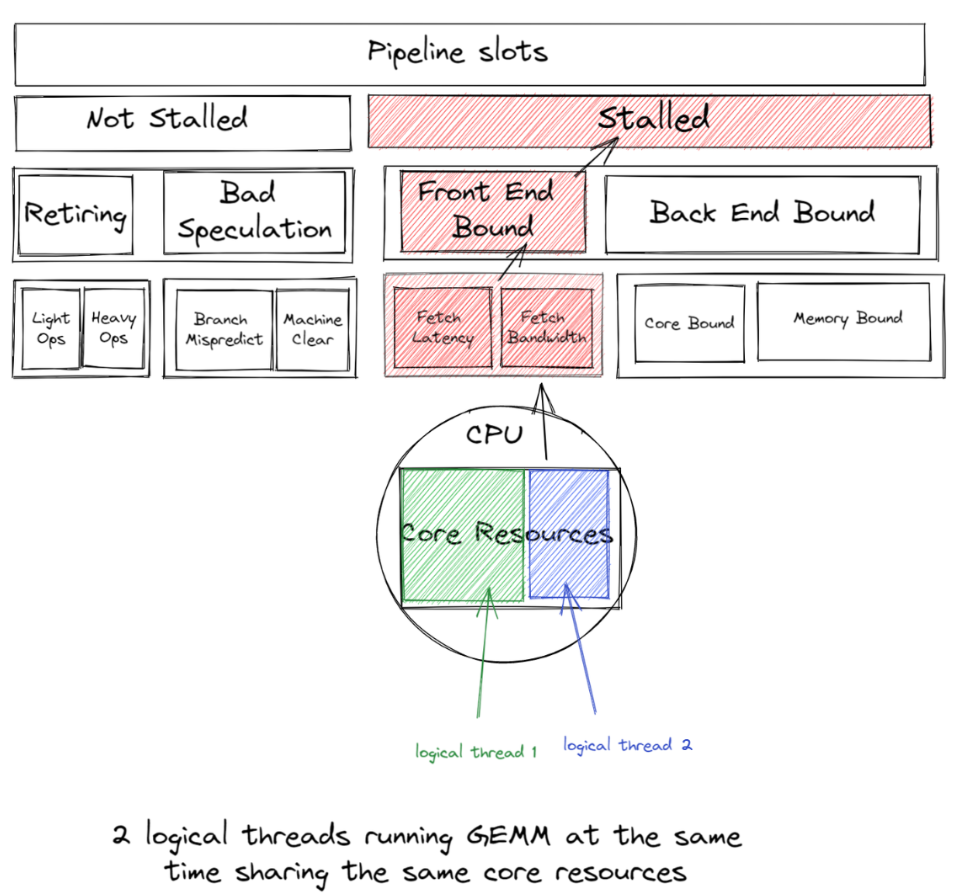 Pipeline slots
Not Stalled
Stalled
Retiring
Bad
Speculation
Front End
Bound
Back End Bound
Light
Ops
Heavy
Ops
Branch
Mispredict
Machine
Clear
Fetch
Latency
Fetch
Bandwidth
Core Bound
Memory Bound
CPU
Core Resources
logical thread 1
logical thread 2
2 logical threads running GEMM at the same
time sharing the same core resources